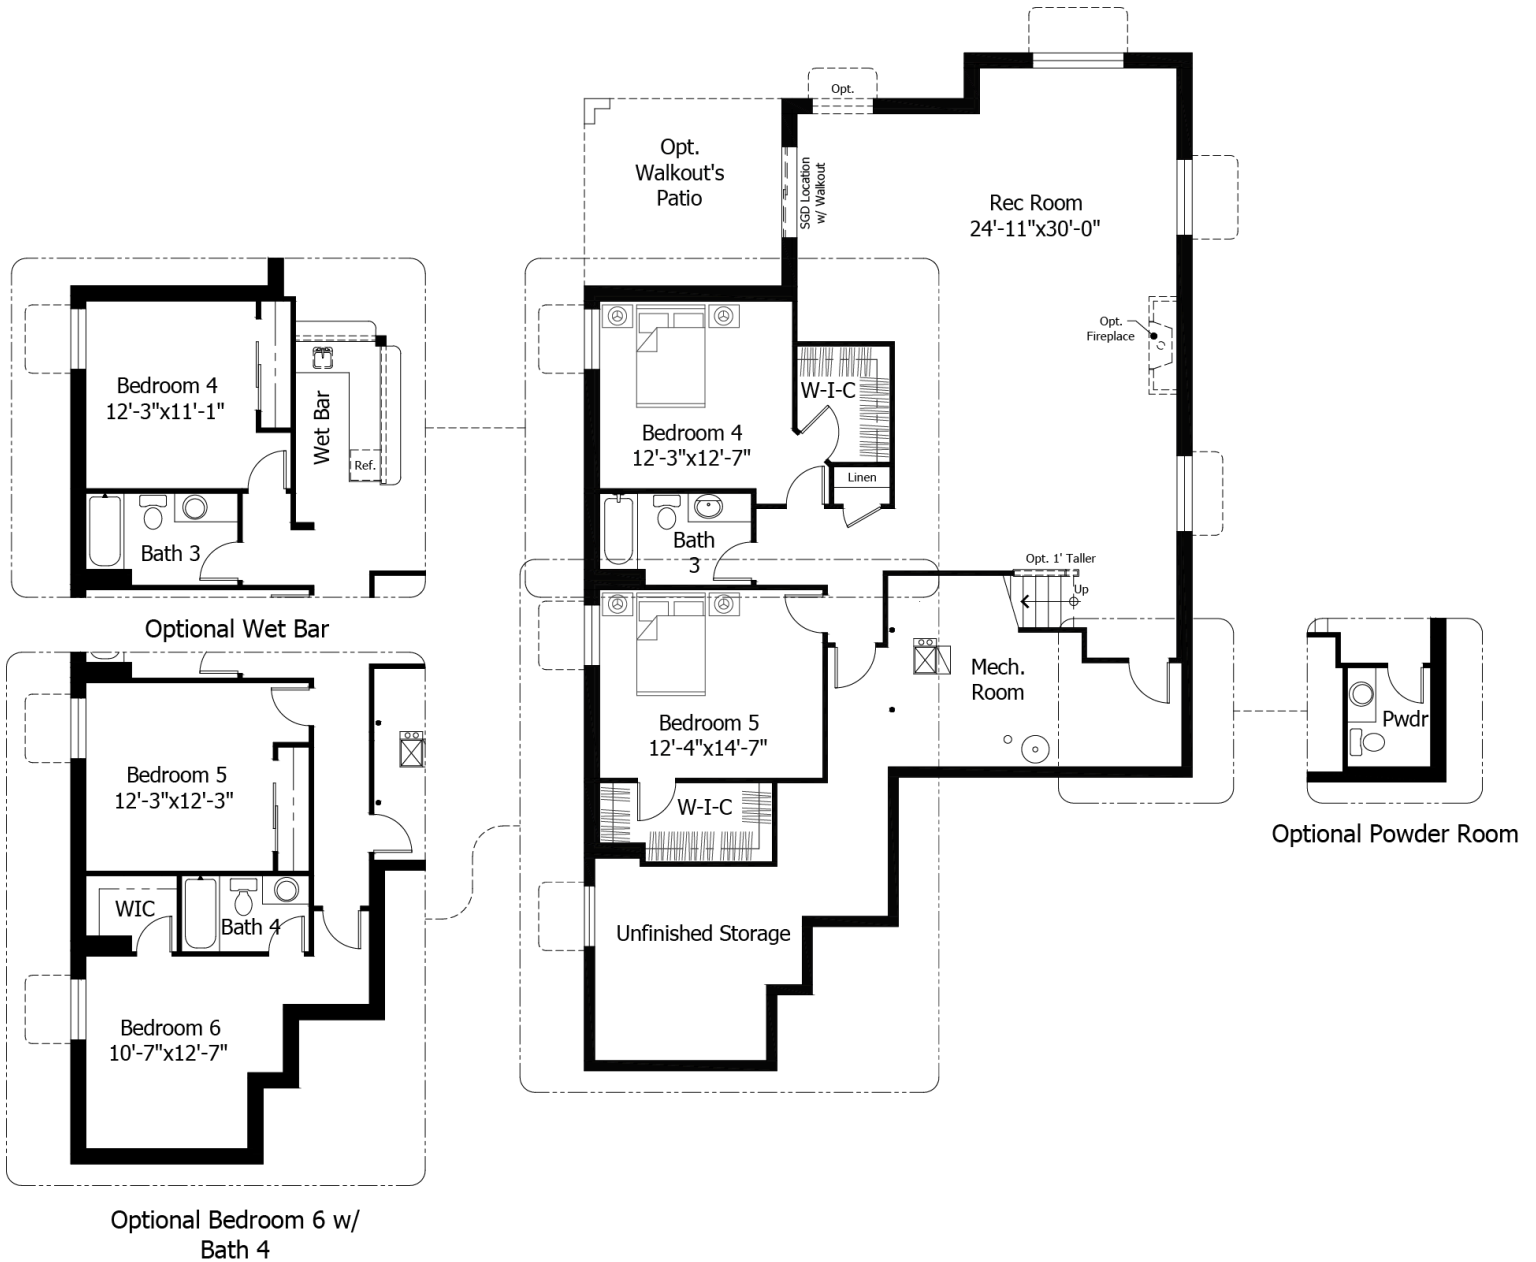 Opt.
Opt.
Walkout's
Patio
SGD Location
w/ Walkout
Rec Room
24'-11"x30'-0"
Opt.
Fireplace
Bedroom 4
12'-3"x11'-1"
Wet Bar
Ref.
Bath 3
Optional Wet Bar
W-I-C
Bedroom 4
12'-3"x12'-7"
Linen
Bath
3
Opt. 1' Taller
Up
Mech.
Room
Bedroom 5
12'-4"x14'-7"
W-I-C
Unfinished Storage
Pwdr
Optional Powder Room
Bedroom 5
12'-3"x12'-3"
WIC
Bath 4
Bedroom 6
10'-7"x12'-7"
Optional Bedroom 6 w/
Bath 4